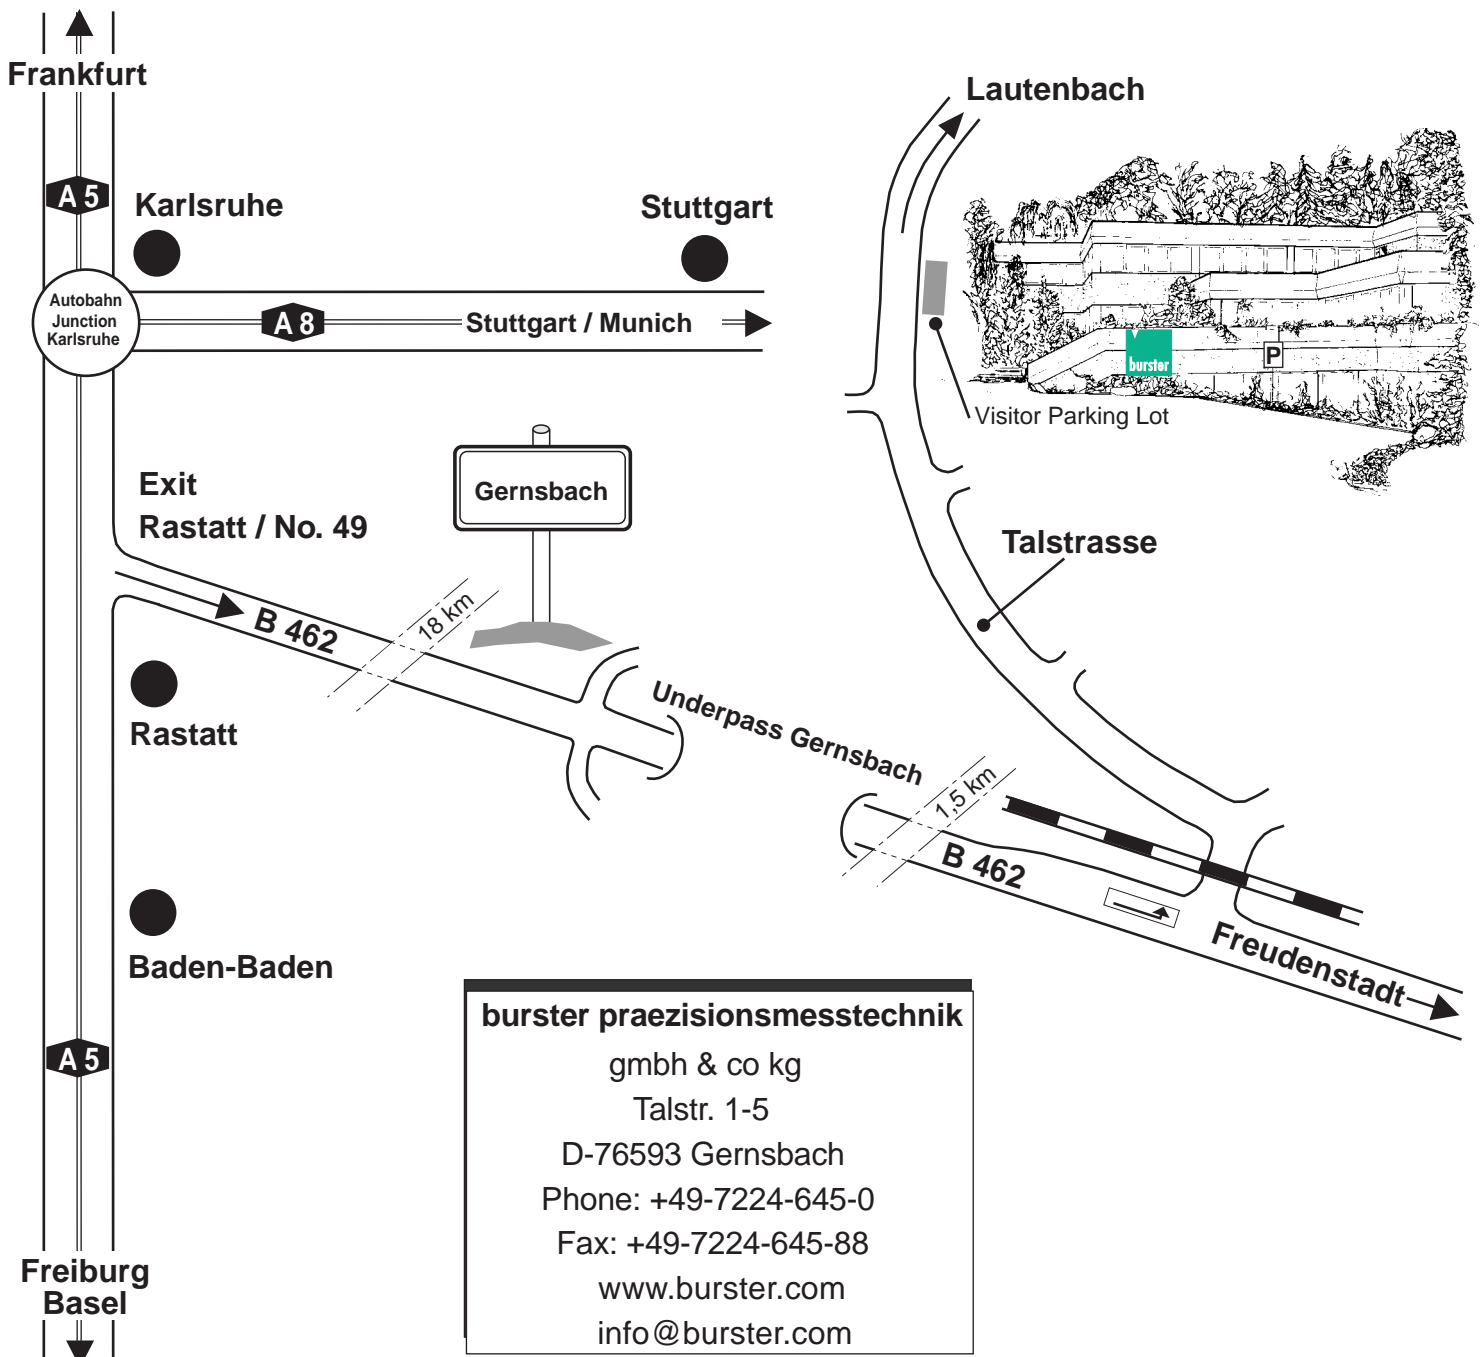 Frankfurt
Lautenbach
A 5
Karlsruhe
Stuttgart
Autobahn
Junction
Karlsruhe
A 8
Stuttgart / Munich
burster
P
Visitor Parking Lot
Exit
Rastatt / No. 49
Gernsbach
Talstrasse
B 462
18 km
Rastatt
Underpass Gernsbach
1,5 km
B 462
Baden-Baden
Freudenstadt
A 5
burster praezisionsmesstechnik
gmbh & co kg
Talstr. 1-5
D-76593 Gernsbach
Phone: +49-7224-645-0
Fax: +49-7224-645-88
www.burster.com
info@burster.com
Freiburg
Basel